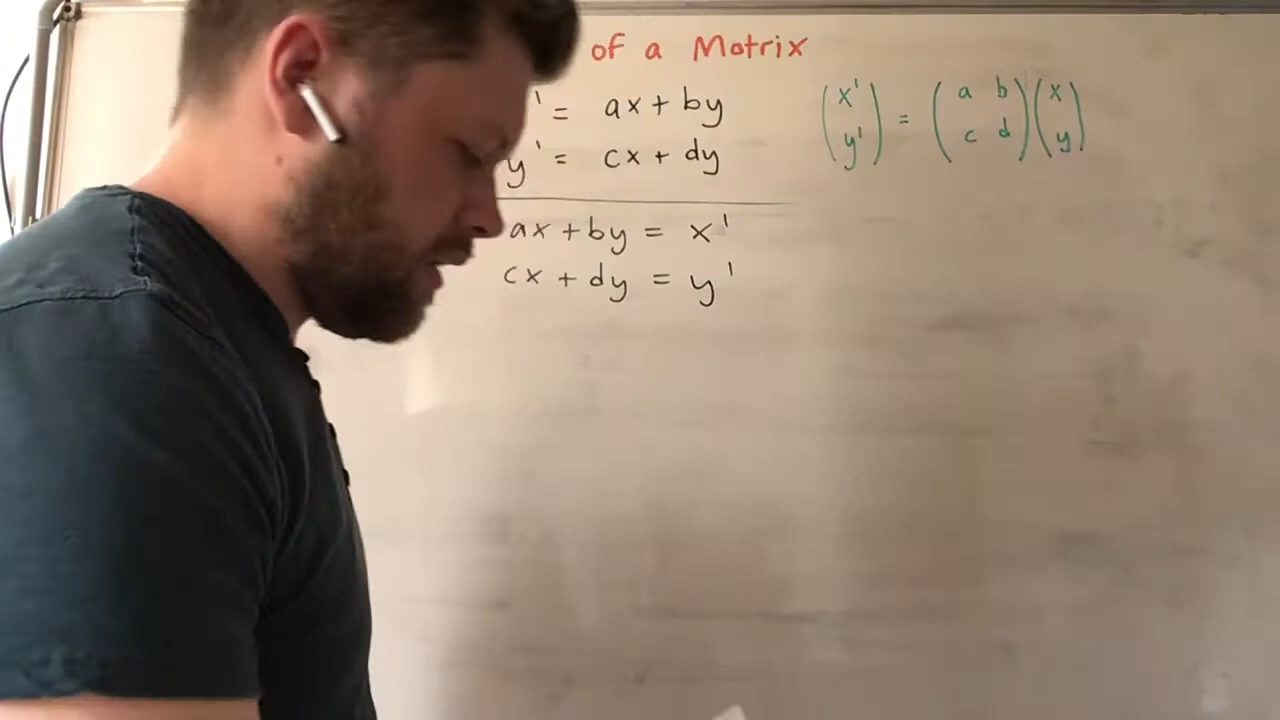 of a Matrix
' = ax + by
y' = cx + dy
(x' y') = (a b c d)(x y)
ax + by = x'
cx + dy = y'